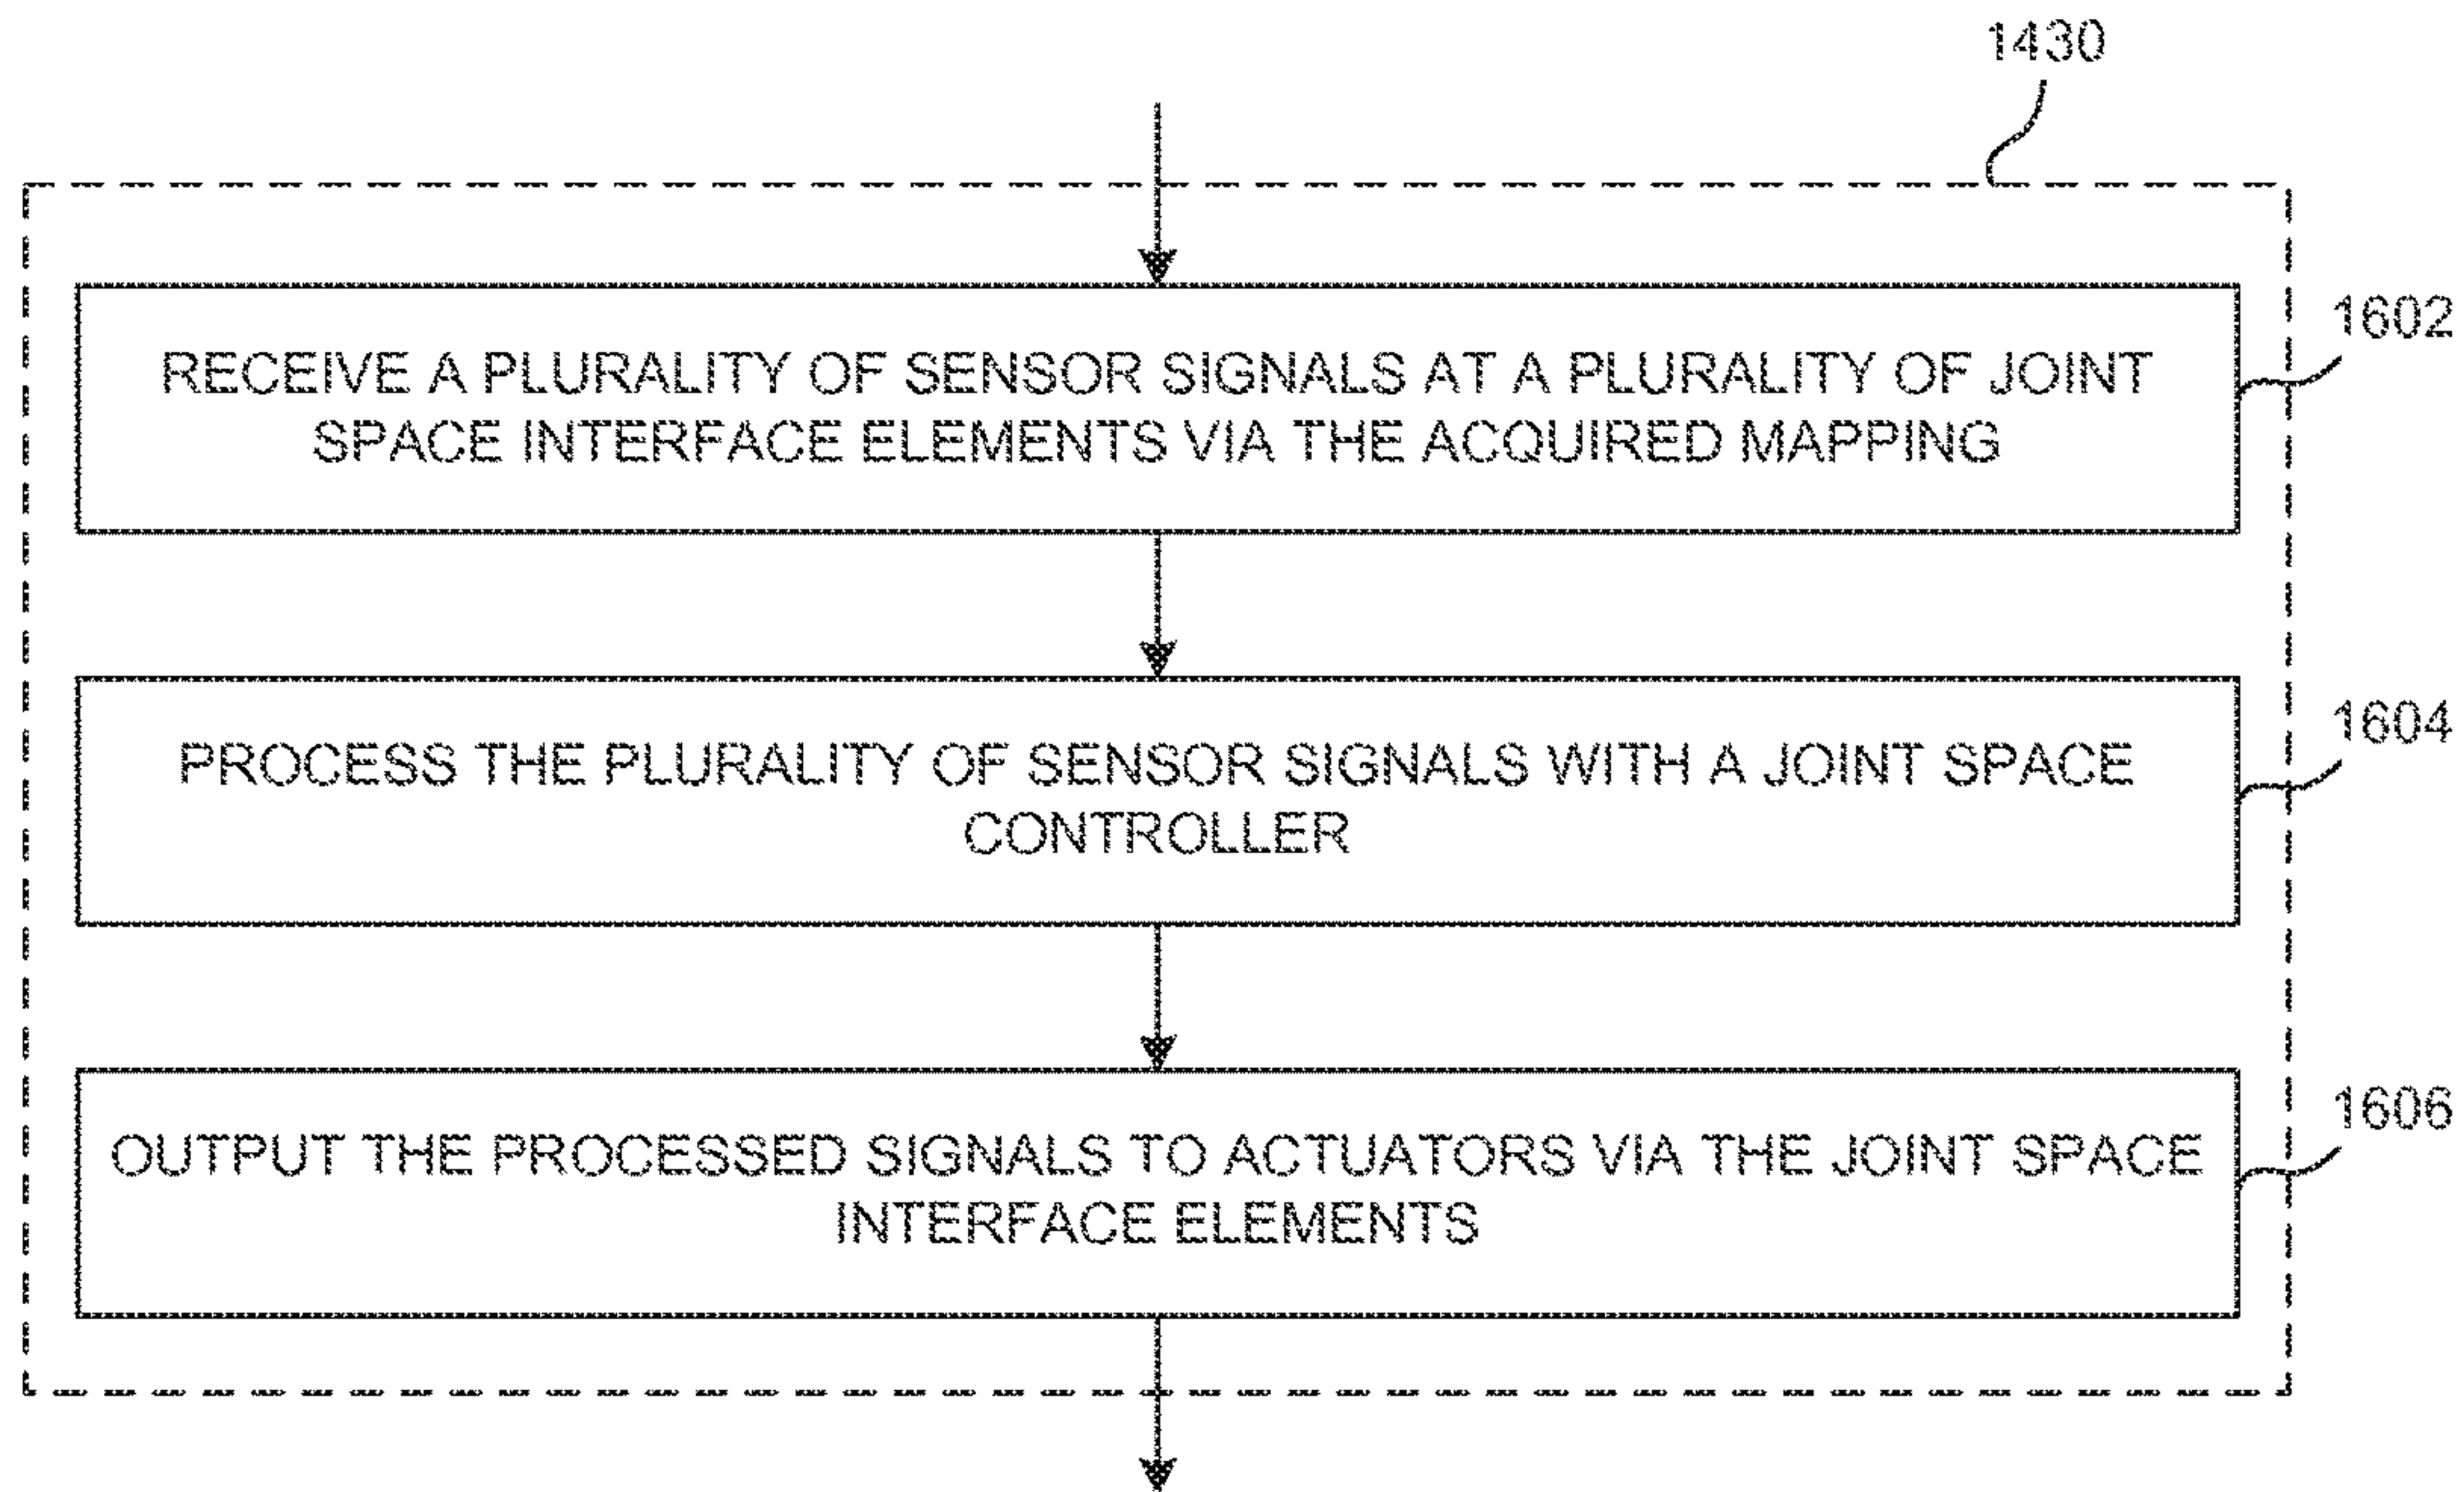 1430
RECEIVE A PLURALITY OF SENSOR SIGNALS AT A PLURALITY OF JOINT
SPACE INTERFACE ELEMENTS VIA THE ACQUIRED MAPPING
1602
PROCESS THE PLURALITY OF SENSOR SIGNALS WITH A JOINT SPACE
CONTROLLER
1604
OUTPUT THE PROCESSED SIGNALS TO ACTUATORS VIA THE JOINT SPACE
INTERFACE ELEMENTS
1606